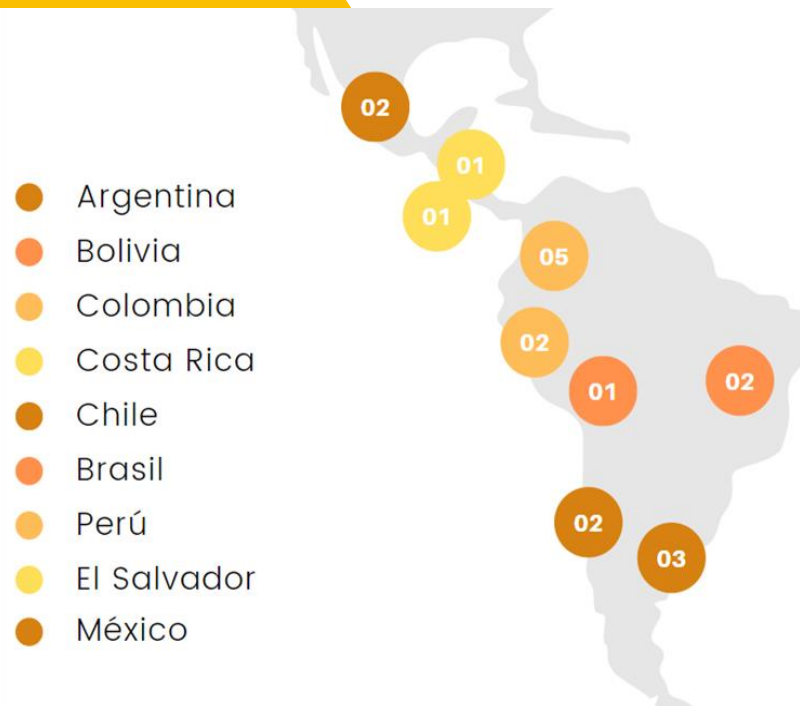 02
01
01
05
02
01
02
02
03
Argentina
Bolivia
Colombia
Costa Rica
Chile
Brasil
Perú
El Salvador
México